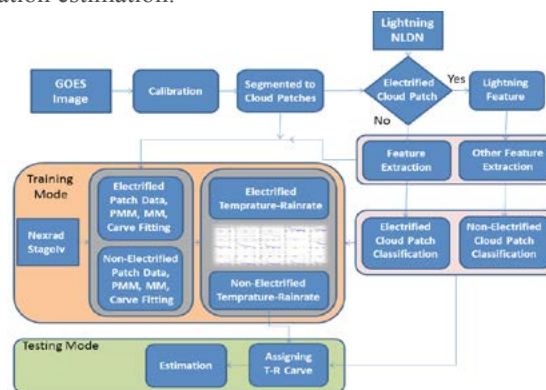 ation estimation.
Lightning
NLDN
GOES
Image
Calibration
Segmented to
Cloud Patches
Electrified
Cloud Patch
Yes
Lightning
Feature
No
Feature
Extraction
Other Feature
Extraction
Training
Mode
Electrified
Patch Data,
PMM, MM,
Carve Fitting
Electrified
Temprature-Rainrate
Nexrad
StageIv
Non-Electrified
Patch Data,
PMM, MM,
Carve Fitting
Non-Electrified
Temprature-Rainrate
Electrified
Cloud Patch
Classification
Non-Electrified
Cloud Patch
Classification
Testing Mode
Estimation
Assigning
T-R Carve